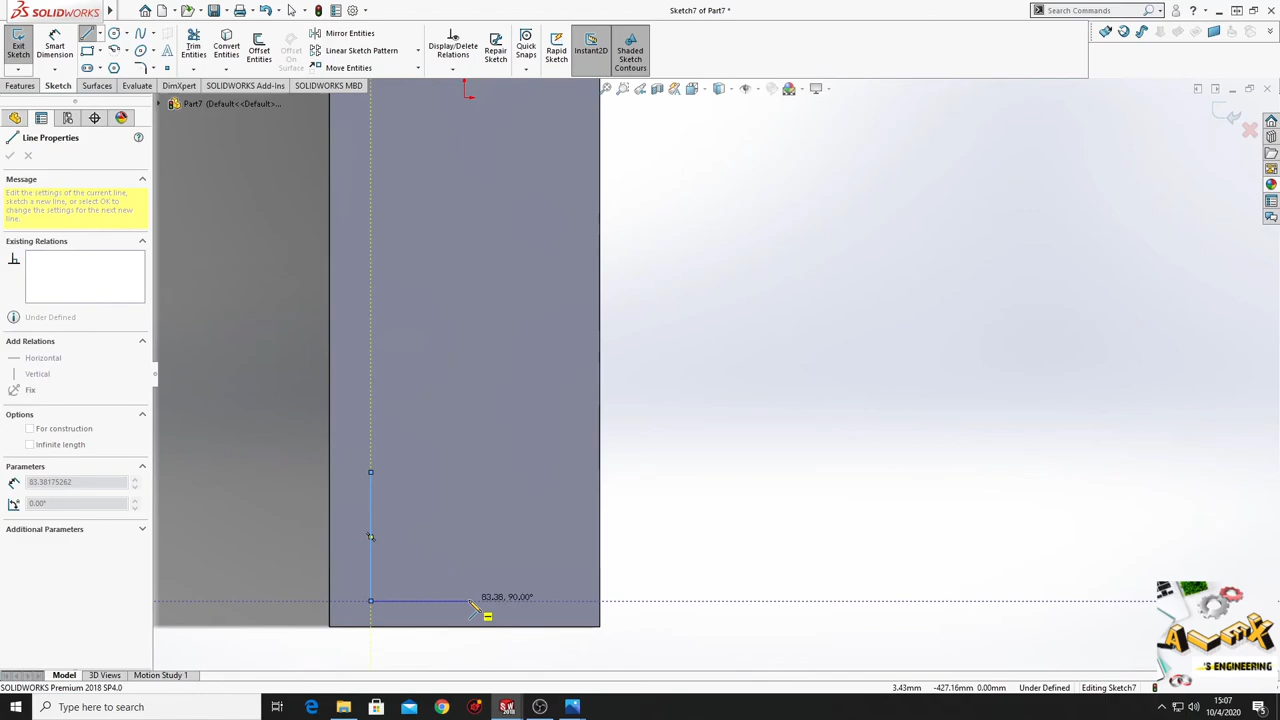 SOLIDWORKS
Sketch7 of Part7 *
Search Commands
Exit Sketch
Smart Dimension
Trim Entities
Convert Entities
Offset Entities
Offset On Surface
Mirror Entities
Linear Sketch Pattern
Move Entities
Display/Delete Relations
Repair Sketch
Quick Snaps
Rapid Sketch
Instant2D
Shaded Sketch Contours
Features
Sketch
Surfaces
Evaluate
DimXpert
SOLIDWORKS Add-Ins
SOLIDWORKS MBD
Part7 (Default<<Default>...
Line Properties
Message
Edit the settings of the current line,
sketch a new line, or select OK to
change the settings for the next new
line.
Existing Relations
Under Defined
Add Relations
Horizontal
Vertical
Fix
Options
For construction
Infinite length
Parameters
83.38175262
0.00°
Additional Parameters
83.38, 90.00°
ALMX
'S ENGINEERING
Model
3D Views
Motion Study 1
SOLIDWORKS Premium 2018 SP4.0
3.43mm
-427.16mm 0.00mm
Under Defined
Editing Sketch7
Type here to search
15:07
10/4/2020